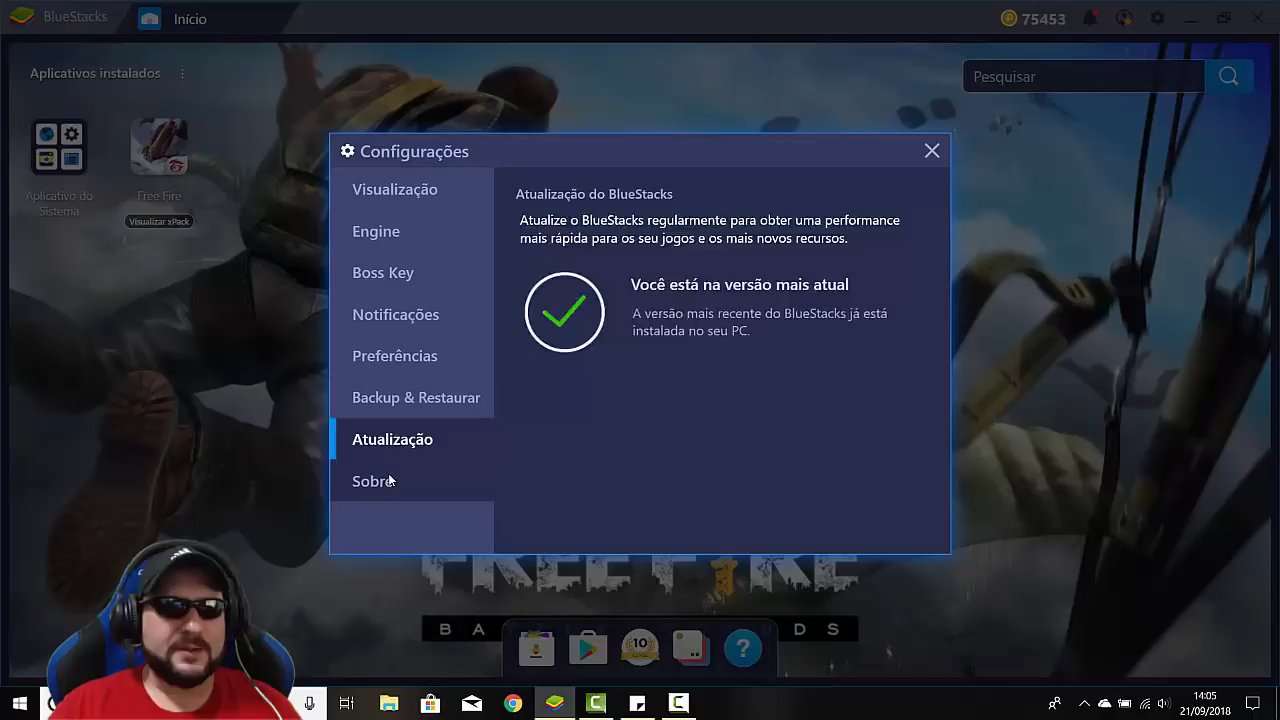 BlueStacks
Início
75453
Aplicativos instalados
Pesquisar
Aplicativo do
Sistema
Free Fire
Visualizar xPack
Configurações
Visualização
Engine
Boss Key
Notificações
Preferências
Backup & Restaurar
Atualização
Sobre
Atualização do BlueStacks
Atualize o BlueStacks regularmente para obter uma performance
mais rápida para os seu jogos e os mais novos recursos.
Você está na versão mais atual
A versão mais recente do BlueStacks já está
instalada no seu PC.
FREE FIRE
B A
D S
10
?
14:05
21/09/2018